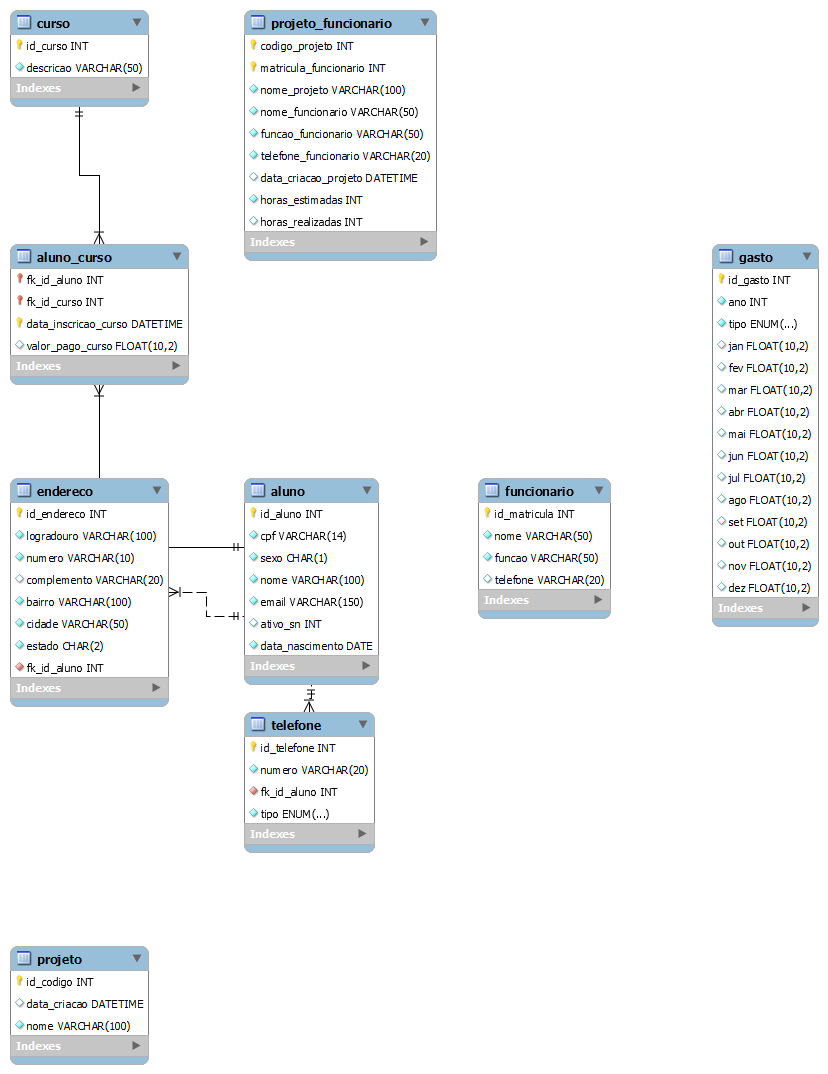 curso
id_curso INT
descricao VARCHAR(50)
Indexes
projeto_funcionario
codigo_projeto INT
matricula_funcionario INT
nome_projeto VARCHAR(100)
nome_funcionario VARCHAR(50)
funcao_funcionario VARCHAR(50)
telefone_funcionario VARCHAR(20)
data_criacao_projeto DATETIME
horas_estimadas INT
horas_realizadas INT
Indexes
aluno_curso
fk_id_aluno INT
fk_id_curso INT
data_inscricao_curso DATETIME
valor_pago_curso FLOAT(10,2)
Indexes
gasto
id_gasto INT
ano INT
tipo ENUM(...)
jan FLOAT(10,2)
fev FLOAT(10,2)
mar FLOAT(10,2)
abr FLOAT(10,2)
mai FLOAT(10,2)
jun FLOAT(10,2)
jul FLOAT(10,2)
ago FLOAT(10,2)
set FLOAT(10,2)
out FLOAT(10,2)
nov FLOAT(10,2)
dez FLOAT(10,2)
Indexes
endereco
id_endereco INT
logradouro VARCHAR(100)
numero VARCHAR(10)
complemento VARCHAR(20)
bairro VARCHAR(100)
cidade VARCHAR(50)
estado CHAR(2)
fk_id_aluno INT
Indexes
aluno
id_aluno INT
cpf VARCHAR(14)
sexo CHAR(1)
nome VARCHAR(100)
email VARCHAR(150)
ativo_sn INT
data_nascimento DATE
Indexes
funcionario
id_matricula INT
nome VARCHAR(50)
funcao VARCHAR(50)
telefone VARCHAR(20)
Indexes
telefone
id_telefone INT
numero VARCHAR(20)
fk_id_aluno INT
tipo ENUM(...)
Indexes
projeto
id_codigo INT
data_criacao DATETIME
nome VARCHAR(100)
Indexes